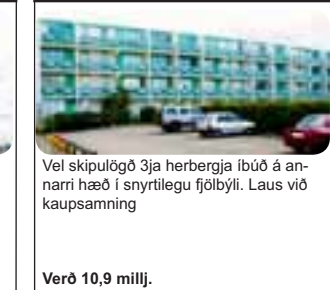 Vel skipulögð 3ja herbergja íbúð á an-
narri hæð í snyrtilegu fjölbýli. Laus við
kaupsamning
Verð 10,9 millj.